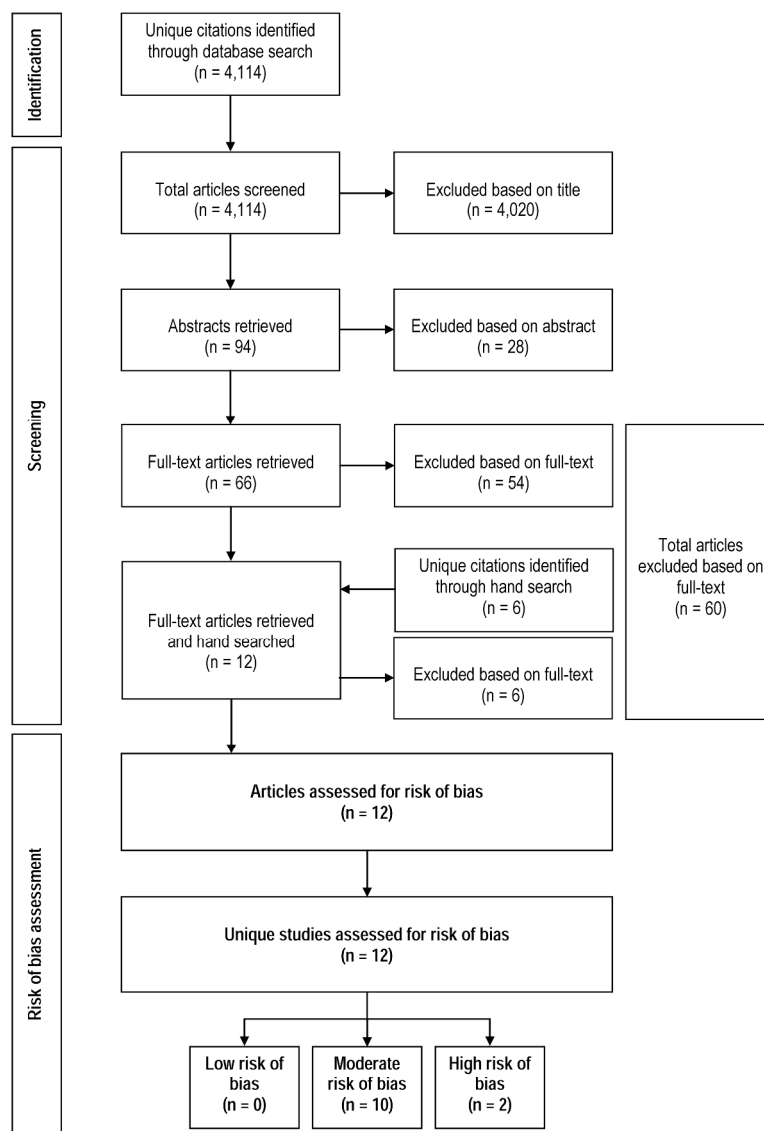 Identification
Unique citations identified
through database search
(n = 4,114)
Screening
Total articles screened
(n = 4,114)
Excluded based on title
(n = 4,020)
Abstracts retrieved
(n = 94)
Excluded based on abstract
(n = 28)
Full-text articles retrieved
(n = 66)
Excluded based on full-text
(n = 54)
Total articles
excluded based on
full-text
(n = 60)
Unique citations identified
through hand search
(n = 6)
Full-text articles retrieved
and hand searched
(n = 12)
Excluded based on full-text
(n = 6)
Risk of bias assessment
Articles assessed for risk of bias
(n = 12)
Unique studies assessed for risk of bias
(n = 12)
Low risk of
bias
(n = 0)
Moderate
risk of bias
(n = 10)
High risk of
bias
(n = 2)